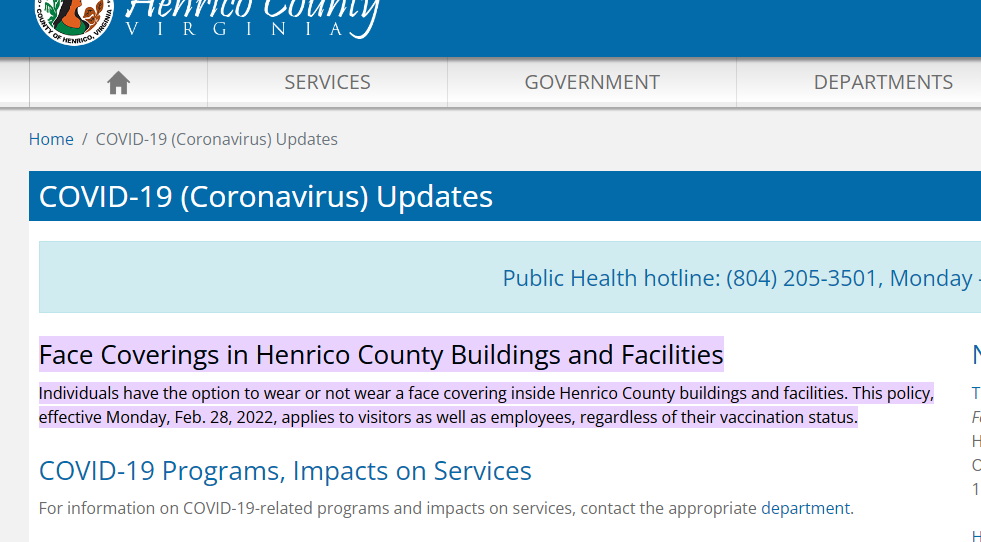 COUNTY OF HENRICO, VIRGINIA
Henrico County
VIRGINIA
SERVICES
GOVERNMENT
DEPARTMENTS
Home / COVID-19 (Coronavirus) Updates
COVID-19 (Coronavirus) Updates
Public Health hotline: (804) 205-3501, Monday -
Face Coverings in Henrico County Buildings and Facilities
Individuals have the option to wear or not wear a face covering inside Henrico County buildings and facilities. This policy,
effective Monday, Feb. 28, 2022, applies to visitors as well as employees, regardless of their vaccination status.
COVID-19 Programs, Impacts on Services
For information on COVID-19-related programs and impacts on services, contact the appropriate department.